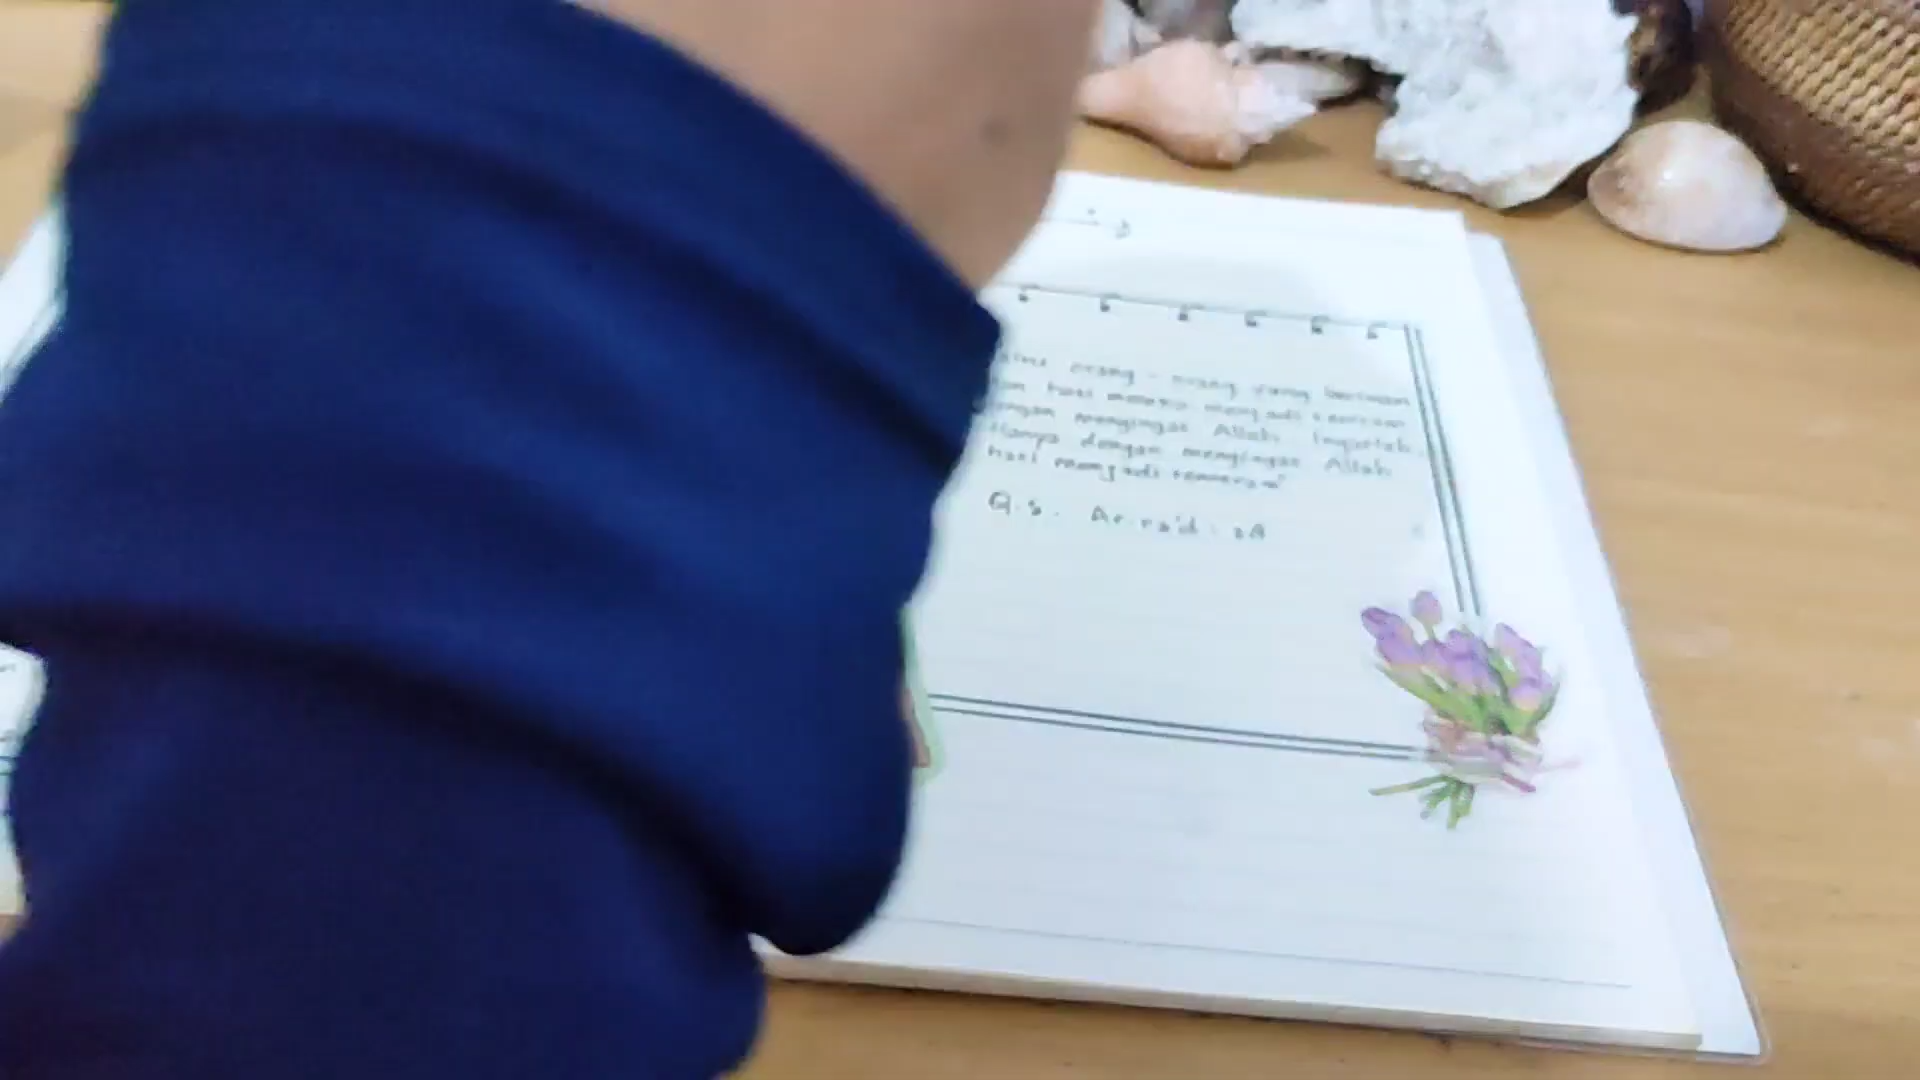 orang - orang yang beriman
hati mereka menjadi tenteram
dengan mengingat Allah. Ingatlah,
Hanya dengan mengingat Allah
hati menjadi tenteram"
Q.S. Ar-ra'd : 28